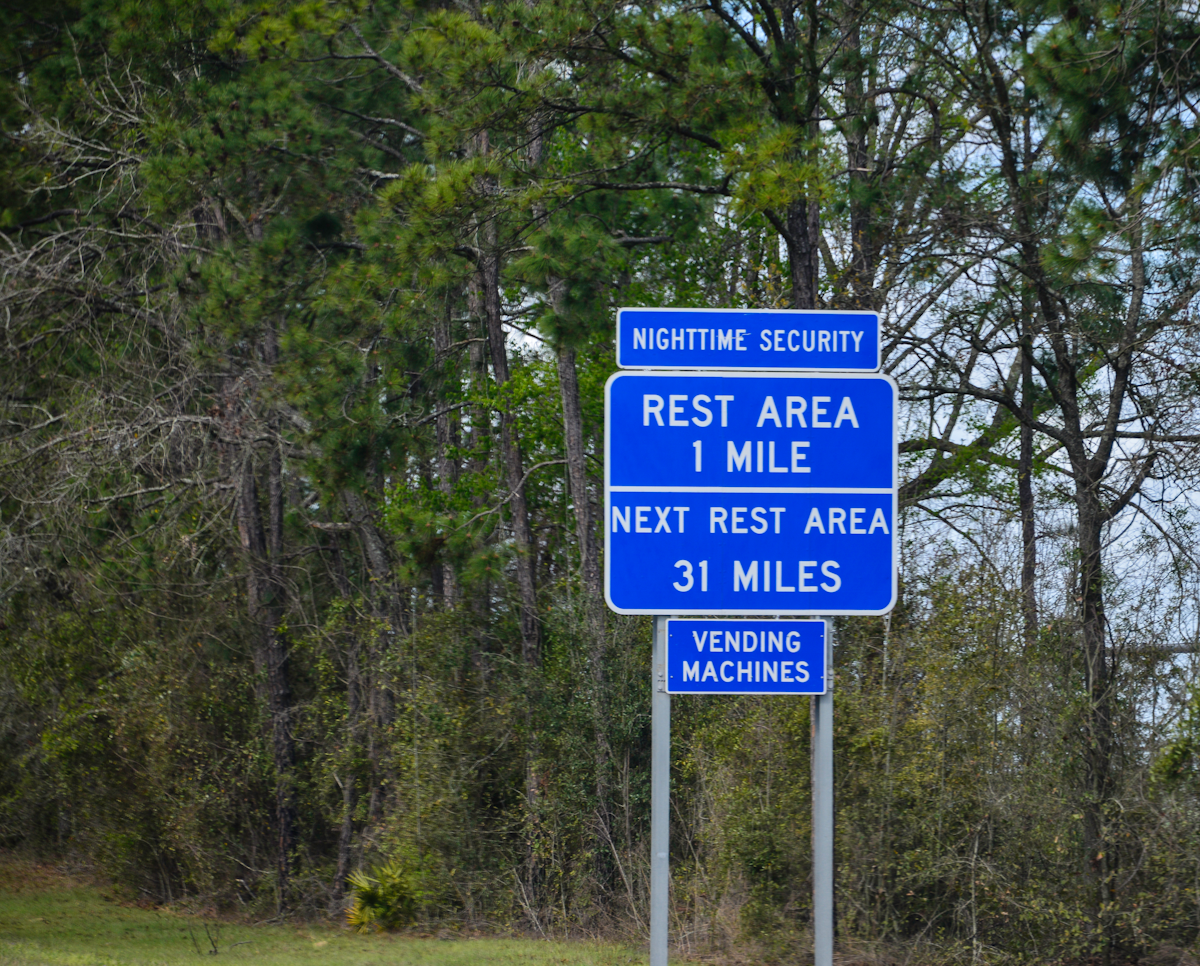 NIGHTTIME SECURITY
REST AREA
1 MILE
NEXT REST AREA
31 MILES
VENDING
MACHINES